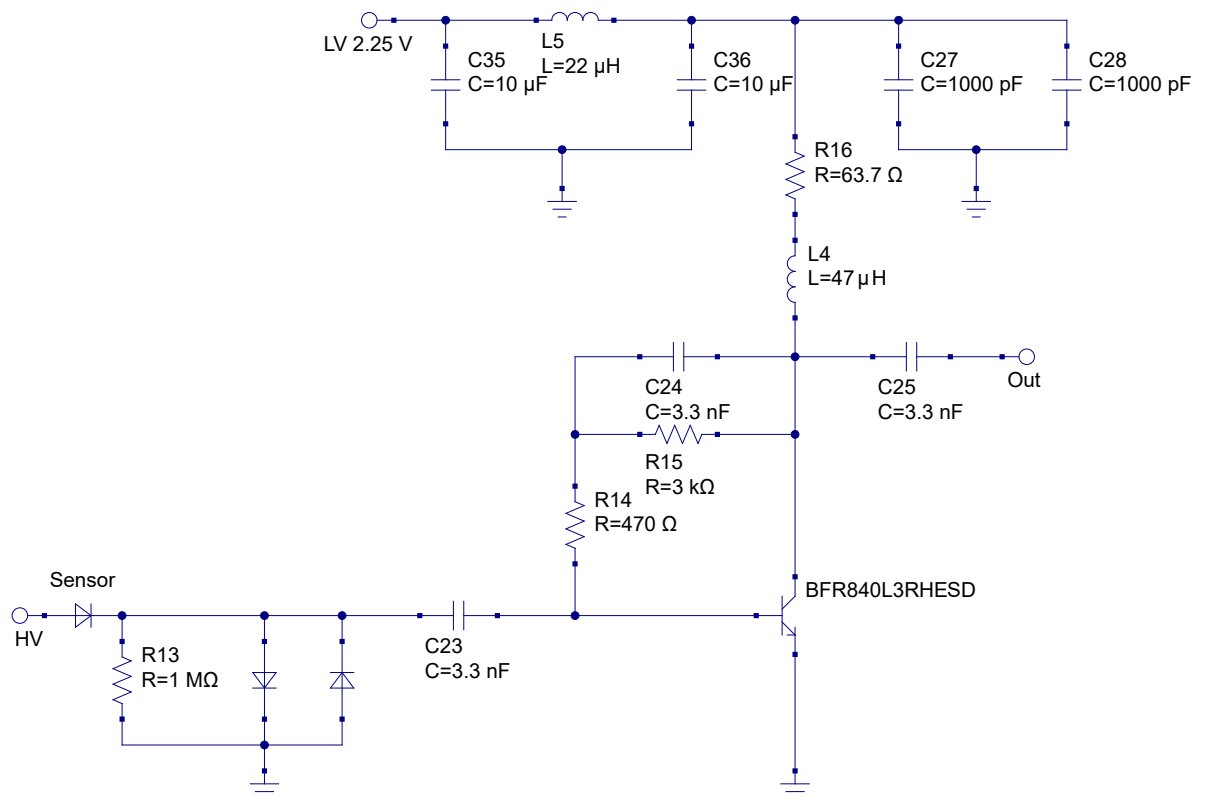 LV 2.25 V
L5
L=22 µH
C35
C=10 µF
C36
C=10 µF
C27
C=1000 pF
C28
C=1000 pF
R16
R=63.7 Ω
L4
L=47µH
C24
C=3.3 nF
C25
C=3.3 nF
Out
R15
R=3 kΩ
R14
R=470 Ω
Sensor
HV
BFR840L3RHESD
C23
C=3.3 nF
R13
R=1 MΩ